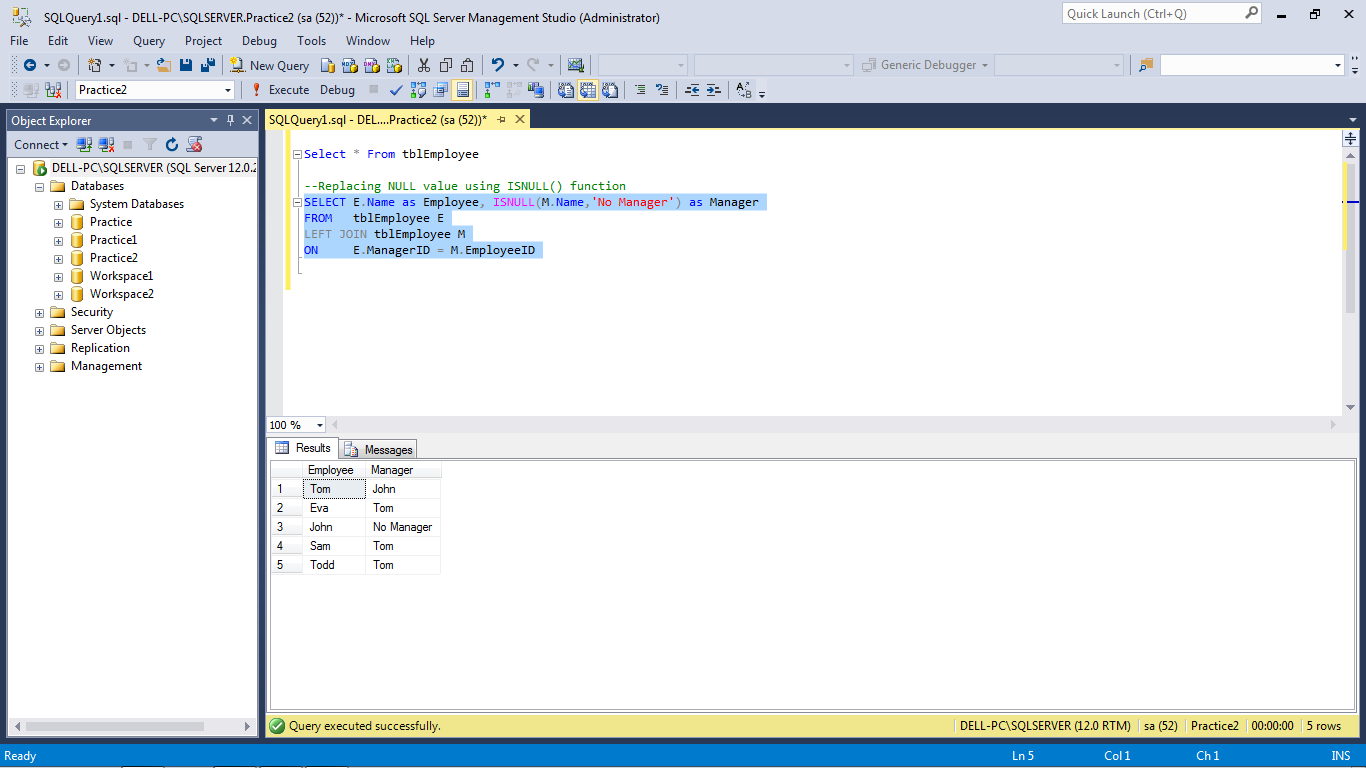 SQLQuery1.sql - DELL-PC\SQLSERVER.Practice2 (sa (52))* - Microsoft SQL Server Management Studio (Administrator)
Quick Launch (Ctrl+Q)
File Edit View Query Project Debug Tools Window Help
New Query
Generic Debugger
Practice2
Execute Debug
Object Explorer
SQLQuery1.sql - DEL....Practice2 (sa (52))*
Connect
DELL-PC\SQLSERVER (SQL Server 12.0.2
Databases
System Databases
Practice
Practice1
Practice2
Workspace1
Workspace2
Security
Server Objects
Replication
Management
Select * From tblEmployee
--Replacing NULL value using ISNULL() function
SELECT E.Name as Employee, ISNULL(M.Name,'No Manager') as Manager
FROM tblEmployee E
LEFT JOIN tblEmployee M
ON E.ManagerID = M.EmployeeID
100 %
Results Messages
Employee Manager
1 Tom John
2 Eva Tom
3 John No Manager
4 Sam Tom
5 Todd Tom
Query executed successfully.
DELL-PC\SQLSERVER (12.0 RTM) sa (52) Practice2 00:00:00 5 rows
Ready Ln 5 Col 1 Ch 1 INS